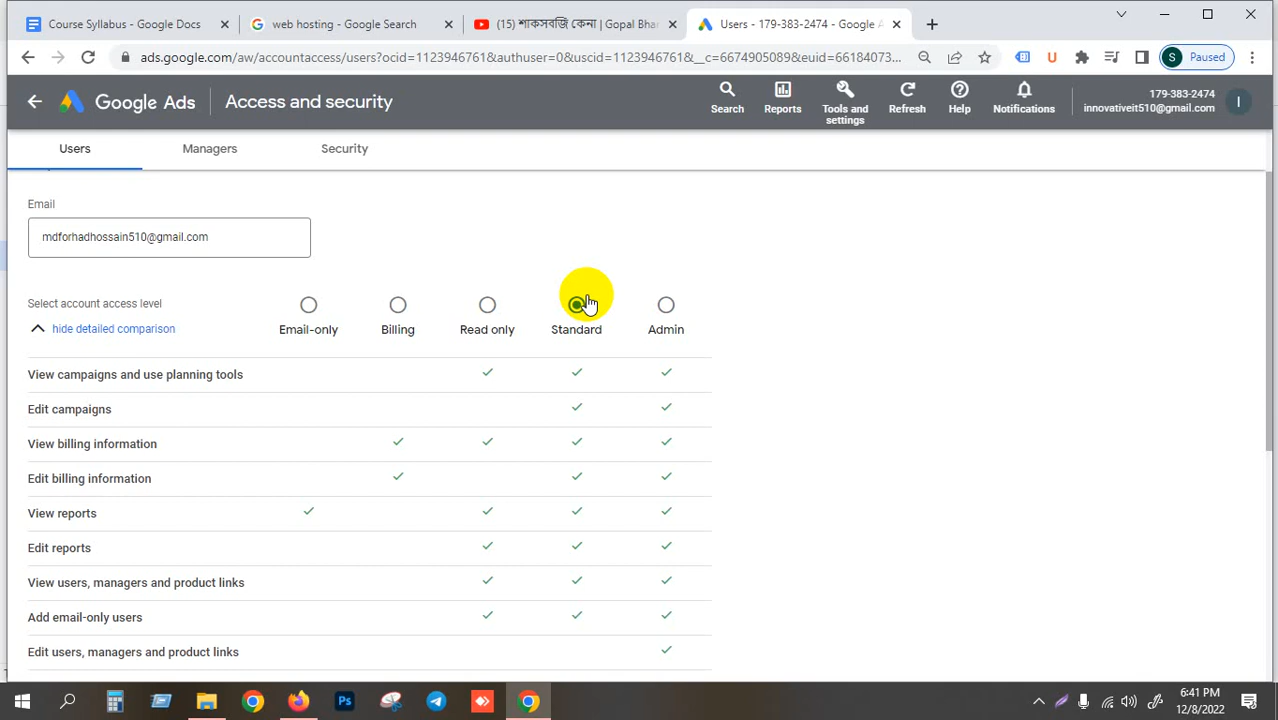 Course Syllabus - Google Docs
web hosting - Google Search
(15) শাকসবজি কেনা | Gopal Bha
Users - 179-383-2474 - Google A
ads.google.com/aw/accountaccess/users?ocid=1123946761&authuser=0&uscid=1123946761&__c=6674905089&euid=66184073...
S Paused
Google Ads
Access and security
Search
Reports
Tools and settings
Refresh
Help
Notifications
179-383-2474
innovativeit510@gmail.com
I
Users
Managers
Security
Email
mdforhadhossain510@gmail.com
Select account access level
hide detailed comparison
Email-only
Billing
Read only
Standard
Admin
View campaigns and use planning tools
Edit campaigns
View billing information
Edit billing information
View reports
Edit reports
View users, managers and product links
Add email-only users
Edit users, managers and product links
Ps
6:41 PM
12/8/2022